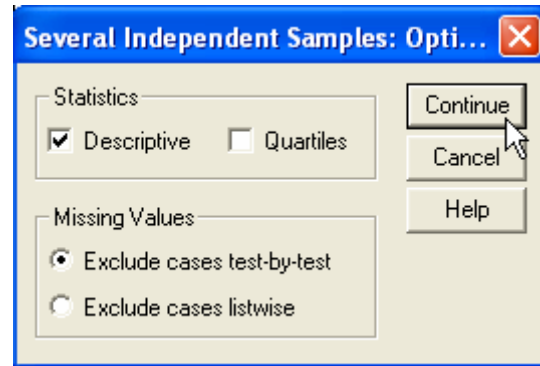 Several Independent Samples: Opti...
Statistics
Descriptive
Quartiles
Continue
Cancel
Help
Missing Values
Exclude cases test-by-test
Exclude cases listwise